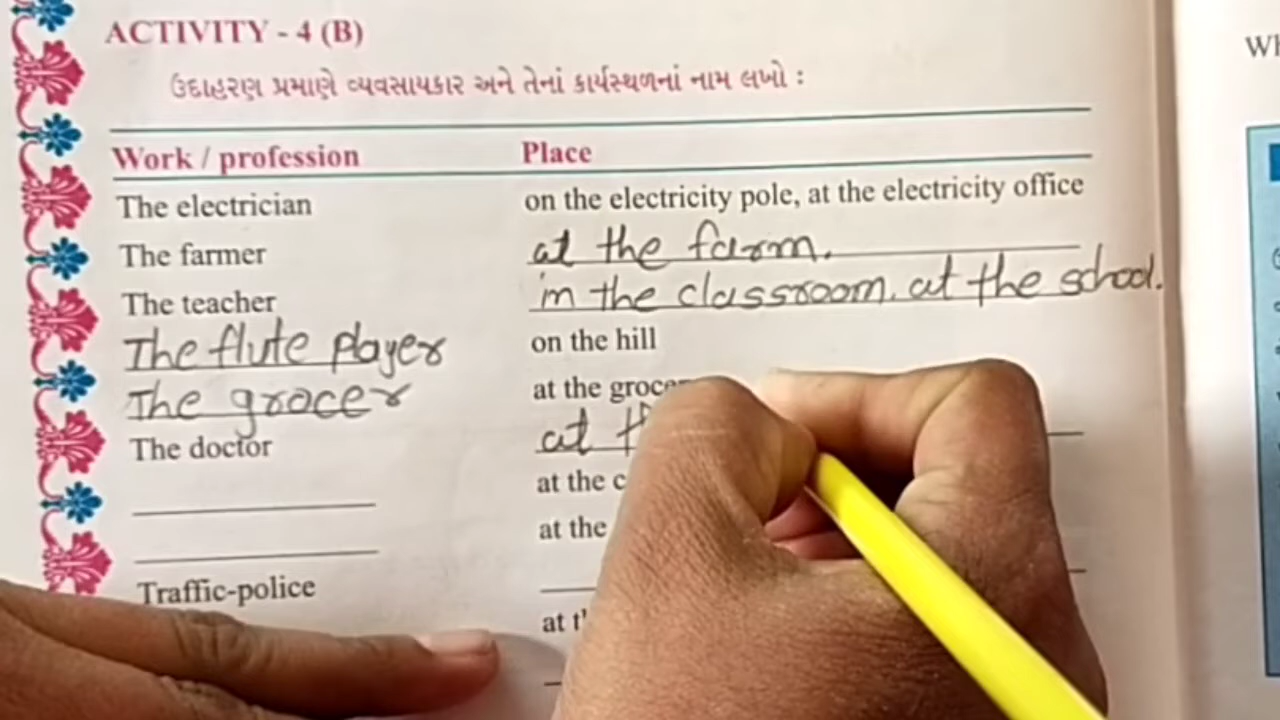 ACTIVITY - 4 (B)
ઉદાહરણ પ્રમાણે વ્યવસાયકાર અને તેનાં કાર્યસ્થળનાં નામ લખો :
Work / profession Place
The electrician on the electricity pole, at the electricity office
The farmer at the farm.
The teacher in the classroom. at the school.
The flute player on the hill
The grocer at the
The doctor at
at the
at the
Traffic-police
at